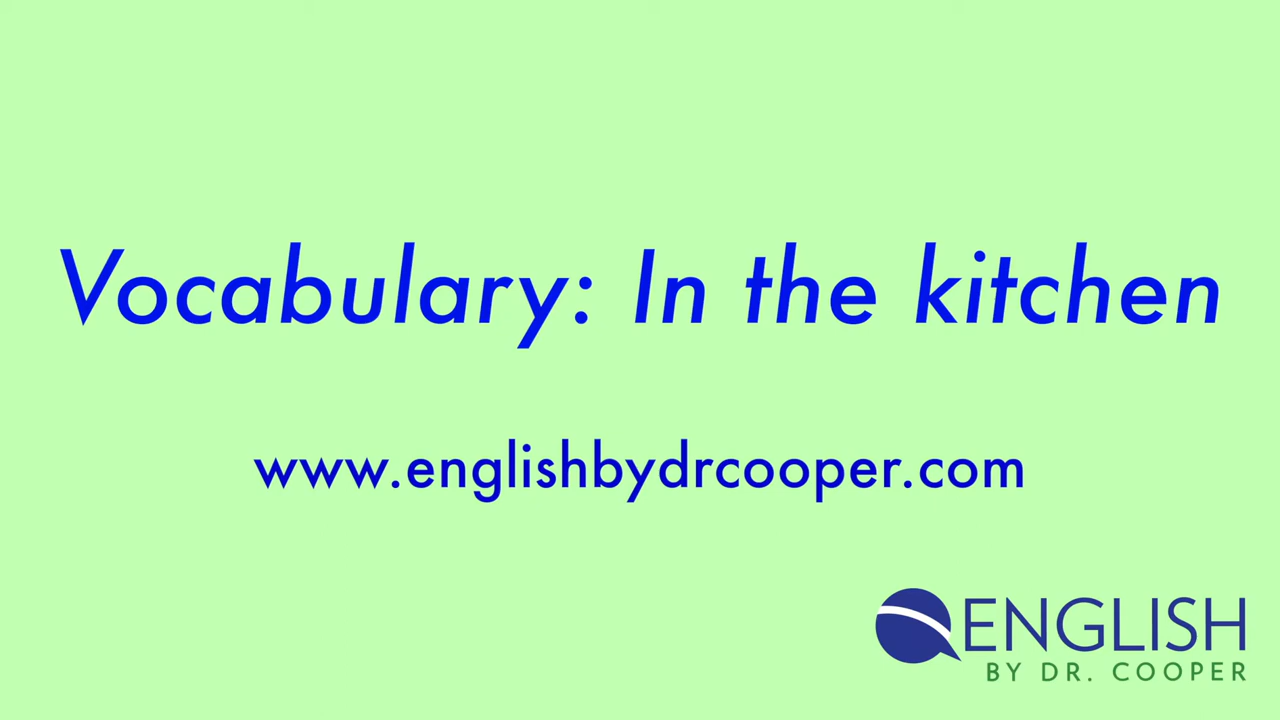 Vocabulary: In the kitchen
www.englishbydrcooper.com
ENGLISH
BY DR. COOPER